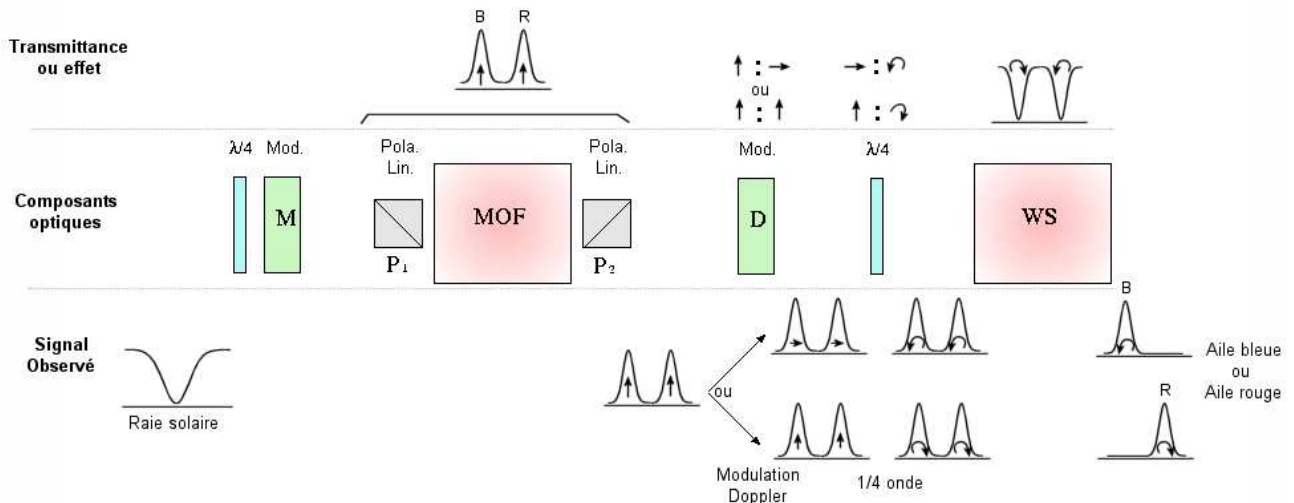 B R
Transmittance
ou effet
ou
λ/4 Mod. Pola.
Lin. Pola.
Lin. Mod. λ/4
Composants
optiques
M MOF D WS
P₁ P₂
Signal
Observé
Raie solaire
ou
B
Aile bleue
ou
Aile rouge
R
Modulation
Doppler
1/4 onde